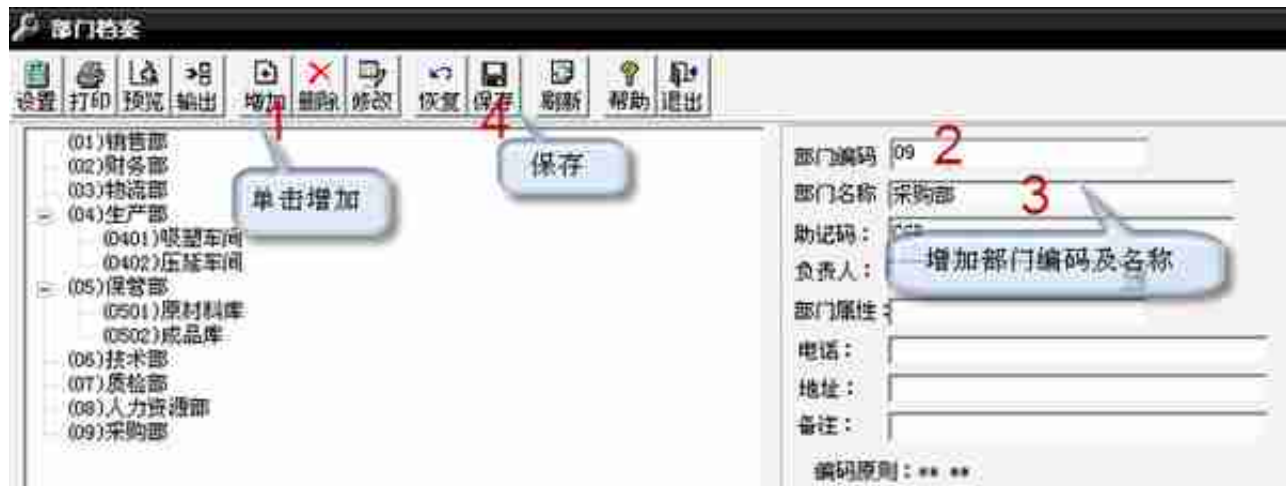 部门档案
设置 打印 预览 输出 增加 删除 修改 恢复 保存 刷新 帮助 退出
1 4
(01)销售部
(02)财务部
(03)物流部
(04)生产部
(0401)吸塑车间
(0402)压延车间
(05)保管部
(0501)原材料库
(0502)成品库
(06)技术部
(07)质检部
(08)人力资源部
(09)采购部
单击增加
保存
部门编码 09 2
部门名称 采购部 3
助记码：
负责人：
增加部门编码及名称
部门属性：
电话：
地址：
备注：
编码原则：** **